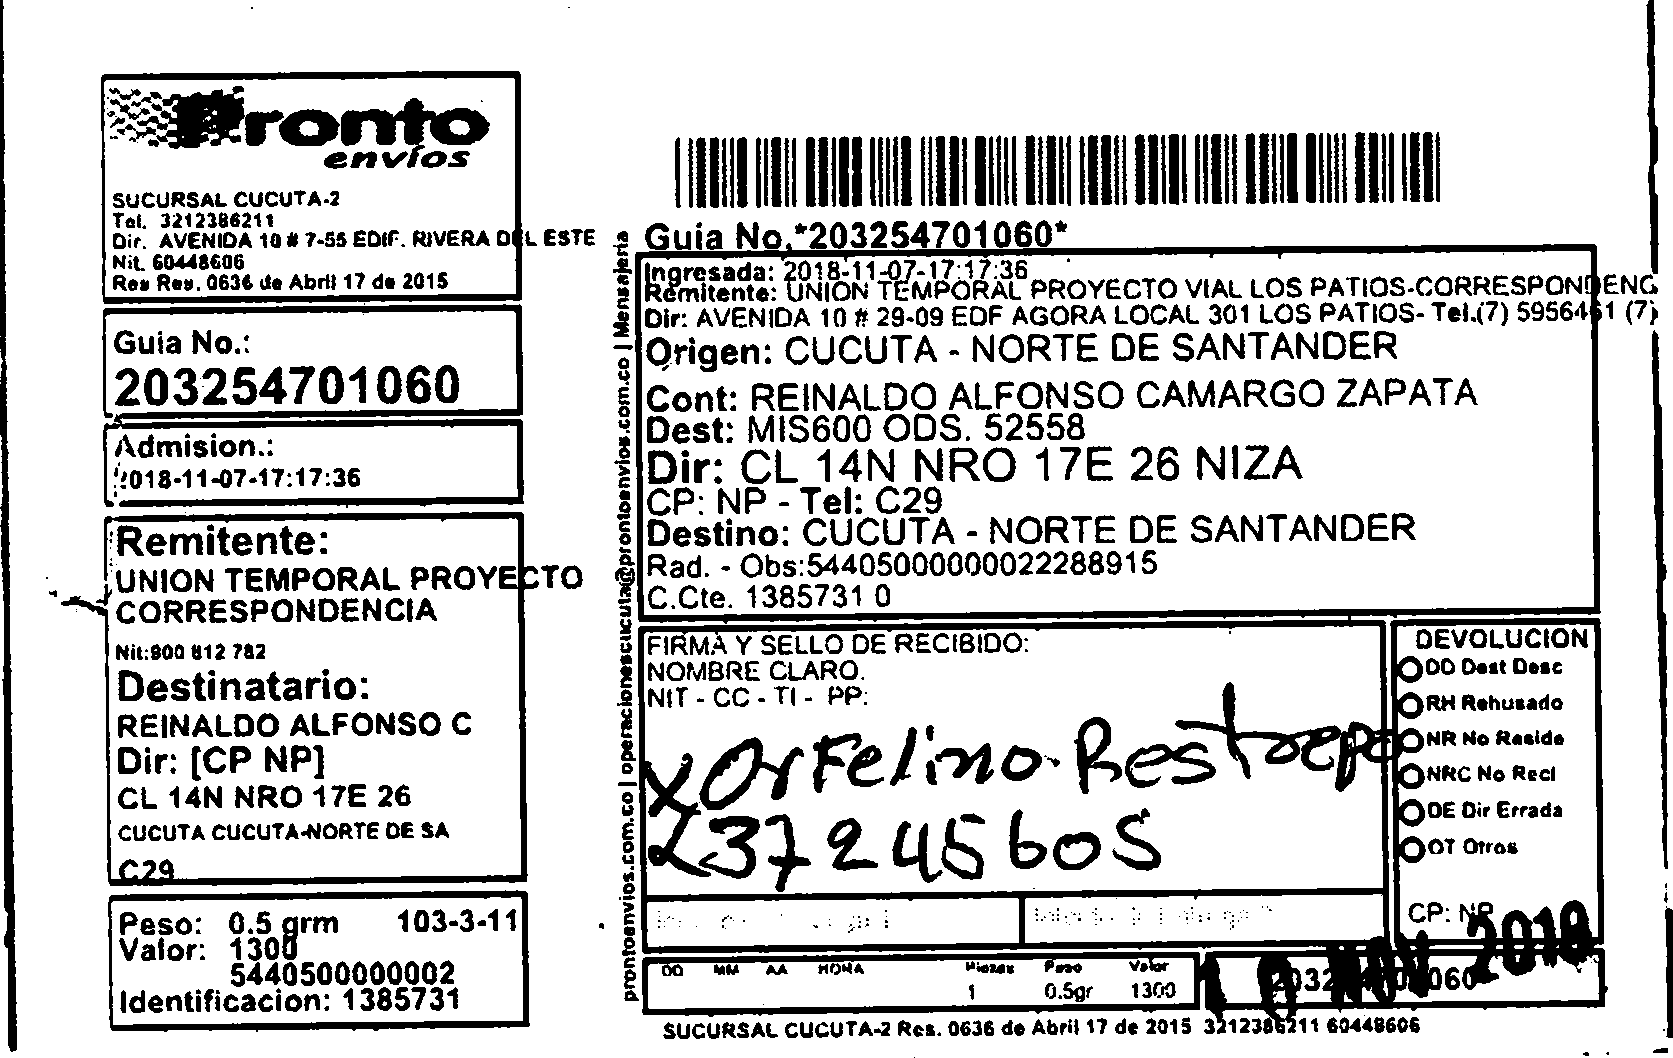 Pronto
envíos
SUCURSAL CUCUTA-2
Tel. 3212386211
Dir. AVENIDA 10 # 7-55 EDIF. RIVERA DEL ESTE
Nit. 60448606
Res Res. 0636 de Abril 17 de 2015
Guia No.:
203254701060
Admision.:
2018-11-07-17:17:36
Remitente:
UNION TEMPORAL PROYECTO
CORRESPONDENCIA
Nit:900 812 782
Destinatario:
REINALDO ALFONSO C
Dir: [CP NP]
CL 14N NRO 17E 26
CUCUTA CUCUTA-NORTE DE SA
C29
Peso: 0.5 grm 103-3-11
Valor: 1300
5440500000002
Identificacion: 1385731
prontoenvios.com.co | operacionescucuta@prontoenvios.com.co | Mensajeria
Guia No.*203254701060*
Ingresada: 2018-11-07-17:17:36
Remitente: UNION TEMPORAL PROYECTO VIAL LOS PATIOS-CORRESPONDENC
Dir: AVENIDA 10 # 29-09 EDF AGORA LOCAL 301 LOS PATIOS- Tel.(7) 5956461 (7)
Origen: CUCUTA - NORTE DE SANTANDER
Cont: REINALDO ALFONSO CAMARGO ZAPATA
Dest: MIS600 ODS. 52558
Dir: CL 14N NRO 17E 26 NIZA
CP: NP - Tel: C29
Destino: CUCUTA - NORTE DE SANTANDER
Rad. - Obs:544050000000022288915
C.Cte. 1385731 0
FIRMA Y SELLO DE RECIBIDO:
NOMBRE CLARO.
NIT - CC - TI - PP:
X Orfelino Restrepo
37245605
DEVOLUCION
DD Dest Desc
RH Rehusado
NR No Reside
NRC No Recl
DE Dir Errada
OT Otros
CP: NP
10 NOV 2018
DD MM AA HORA Piezas Peso Valor
1 0.5gr 1300
203254701060
SUCURSAL CUCUTA-2 Res. 0636 de Abril 17 de 2015 3212386211 60448606